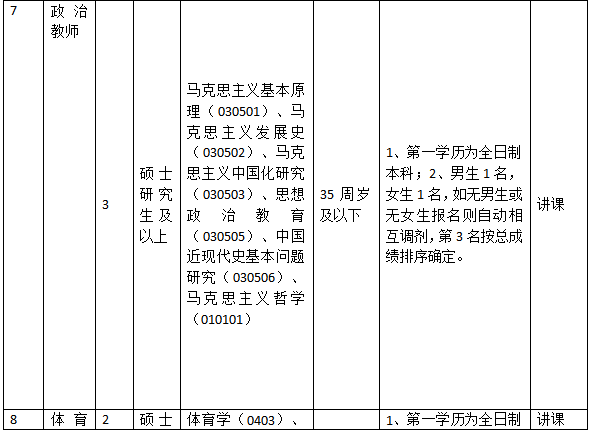 7
政治
教师
3
硕士
研究
生及
以上
马克思主义基本原
理（030501）、马
克思主义发展史
（030502）、马克
思主义中国化研究
（030503）、思想
政治教育
（030505）、中国
近现代史基本问题
研究（030506）、
马克思主义哲学
（010101）
35 周岁
及以下
1、第一学历为全日制
本科；2、男生 1 名，
女生 1 名，如无男生或
无女生报名则自动相
互调剂，第 3 名按总成
绩排序确定。
讲课
8
体育
2
硕士
体育学（0403）、
1、第一学历为全日制
讲课